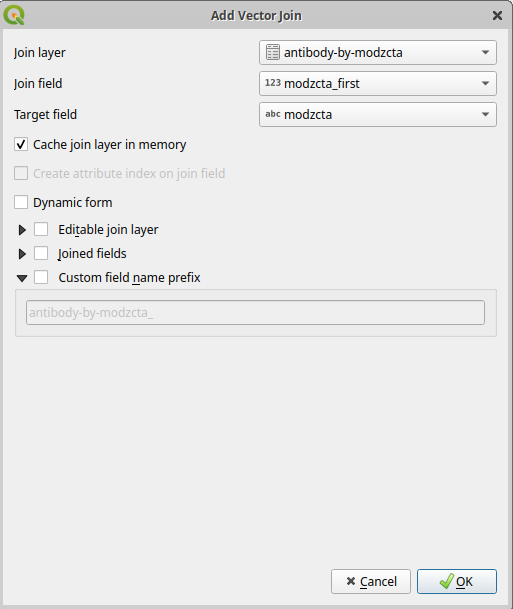 Add Vector Join
Join layer antibody-by-modzcta
Join field 123 modzcta_first
Target field abc modzcta
Cache join layer in memory
Create attribute index on join field
Dynamic form
Editable join layer
Joined fields
Custom field name prefix
antibody-by-modzcta_
Cancel OK